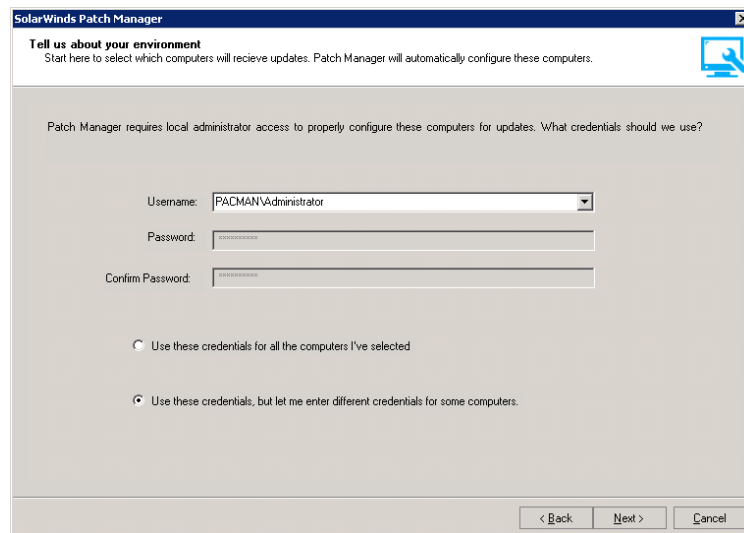 SolarWinds Patch Manager
Tell us about your environment
Start here to select which computers will recieve updates. Patch Manager will automatically configure these computers.
Patch Manager requires local administrator access to properly configure these computers for updates. What credentials should we use?
Username: PACMAN\Administrator
Password: ××××××××××
Confirm Password: ××××××××××
Use these credentials for all the computers I've selected
Use these credentials, but let me enter different credentials for some computers.
< Back Next > Cancel